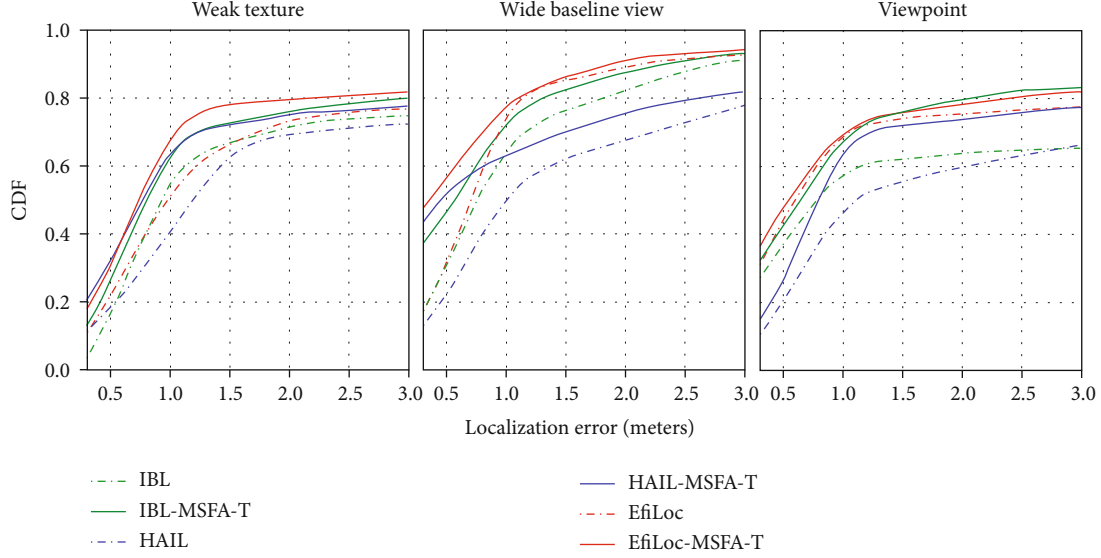 Weak texture
Wide baseline view
Viewpoint
CDF
1.0
0.8
0.6
0.4
0.2
0.0
0.5 1.0 1.5 2.0 2.5 3.0
0.5 1.0 1.5 2.0 2.5 3.0
0.5 1.0 1.5 2.0 2.5 3.0
Localization error (meters)
IBL
IBL-MSFA-T
HAIL
HAIL-MSFA-T
EfiLoc
EfiLoc-MSFA-T